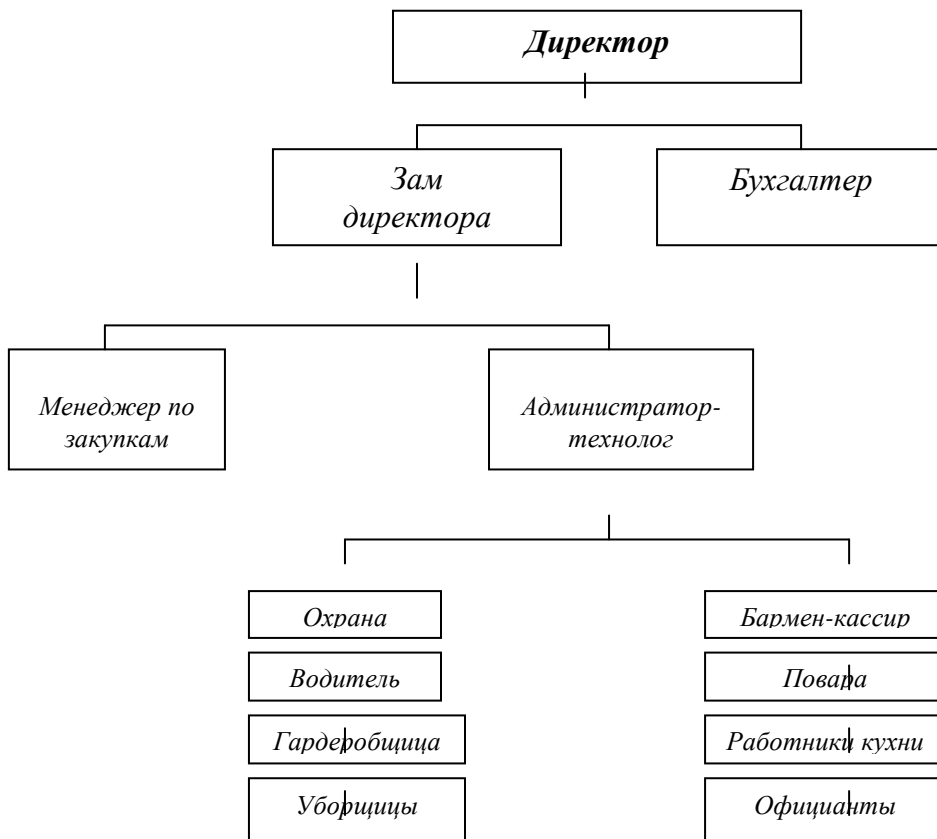 Директор
Зам
директора
Бухгалтер
Менеджер по
закупкам
Администратор-
технолог
Охрана
Бармен-кассир
Водитель
Повара
Гардеробщица
Работники кухни
Уборщицы
Официанты